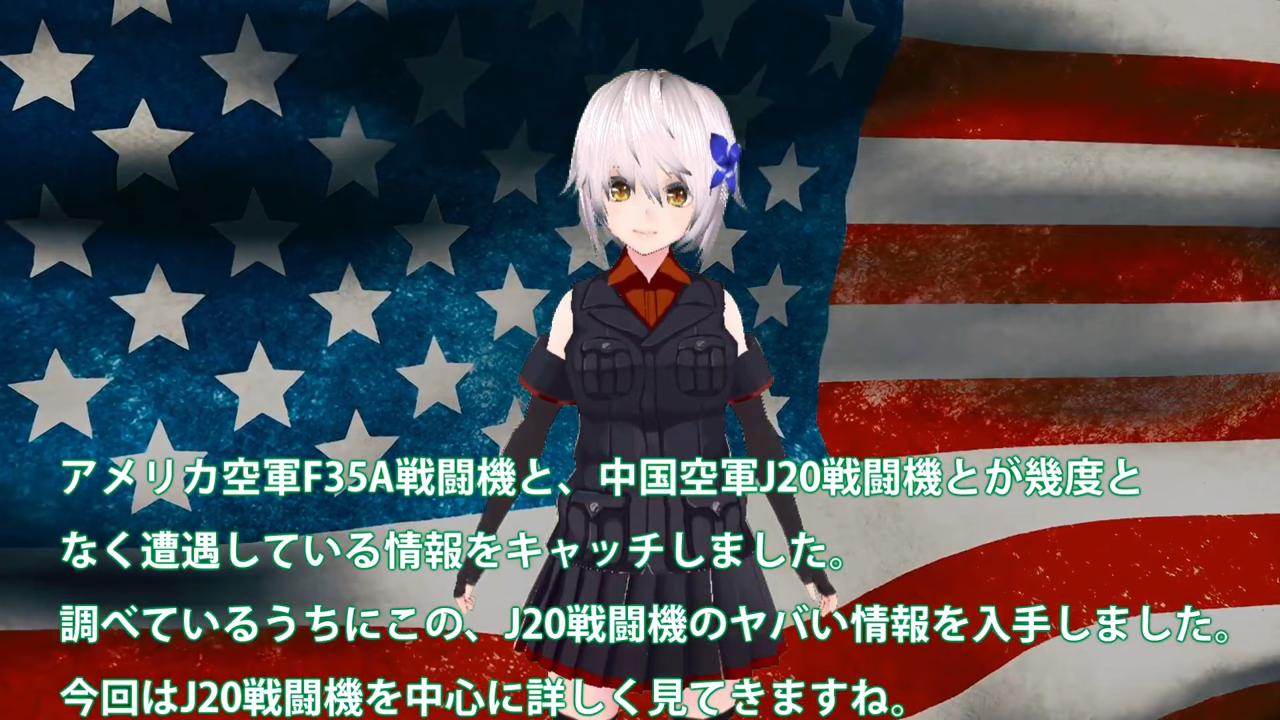 アメリカ空軍F35A戦闘機と、中国空軍J20戦闘機とが幾度と
なく遭遇している情報をキャッチしました。
調べているうちにこの、J20戦闘機のヤバい情報を入手しました。
今回はJ20戦闘機を中心に詳しく見てきますね。